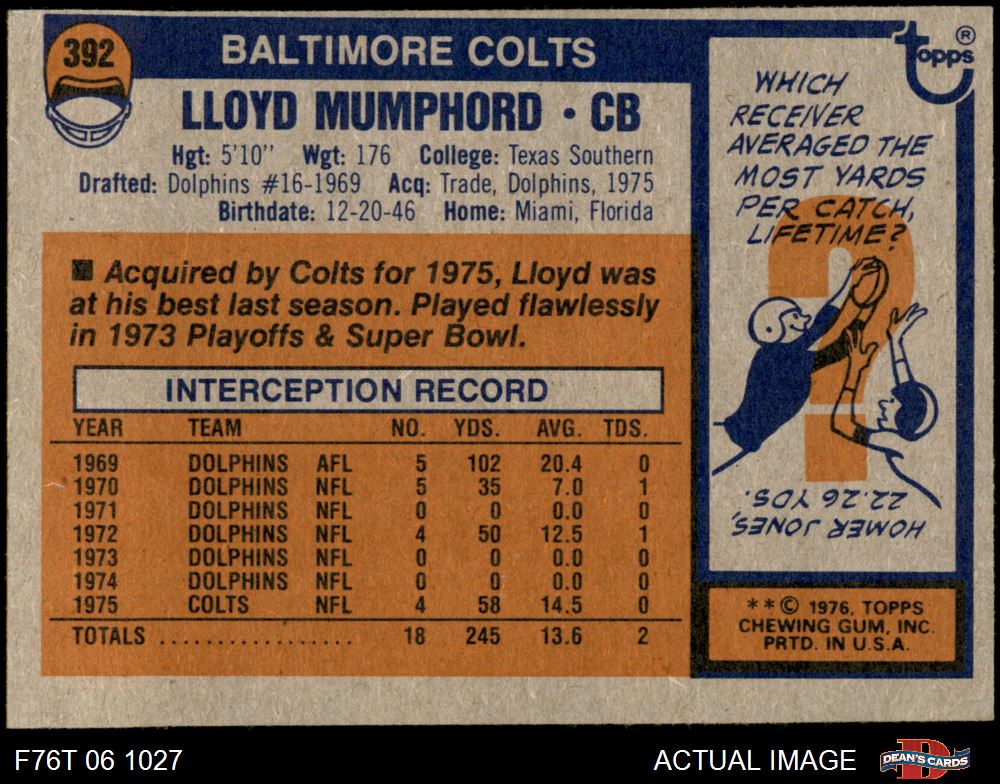 392
BALTIMORE COLTS
LLOYD MUMPHORD • CB
Hgt: 5'10" Wgt: 176 College: Texas Southern
Drafted: Dolphins #16-1969 Acq: Trade, Dolphins, 1975
Birthdate: 12-20-46 Home: Miami, Florida
■ Acquired by Colts for 1975, Lloyd was
at his best last season. Played flawlessly
in 1973 Playoffs & Super Bowl.
INTERCEPTION RECORD
YEAR TEAM NO. YDS. AVG. TDS.
1969 DOLPHINS AFL 5 102 20.4 0
1970 DOLPHINS NFL 5 35 7.0 1
1971 DOLPHINS NFL 0 0 0.0 0
1972 DOLPHINS NFL 4 50 12.5 1
1973 DOLPHINS NFL 0 0 0.0 0
1974 DOLPHINS NFL 0 0 0.0 0
1975 COLTS NFL 4 58 14.5 0
TOTALS .................. 18 245 13.6 2
topps ®
WHICH
RECEIVER
AVERAGED THE
MOST YARDS
PER CATCH,
LIFETIME?
?
HOMER JONES,
22.26 YDS.
**© 1976, TOPPS
CHEWING GUM, INC.
PRTD. IN U.S.A.
F76T 06 1027
ACTUAL IMAGE
D
DEAN'S CARDS